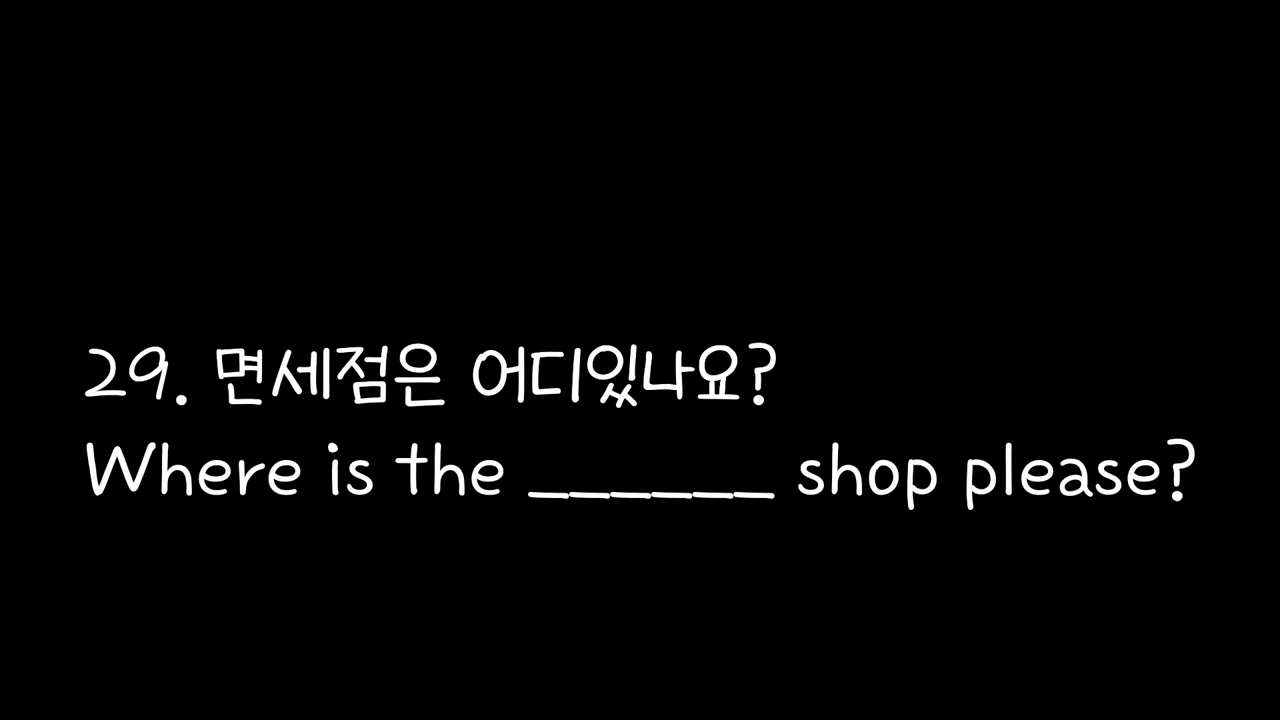 29. 면세점은 어디있나요?
Where is the ______ shop please?